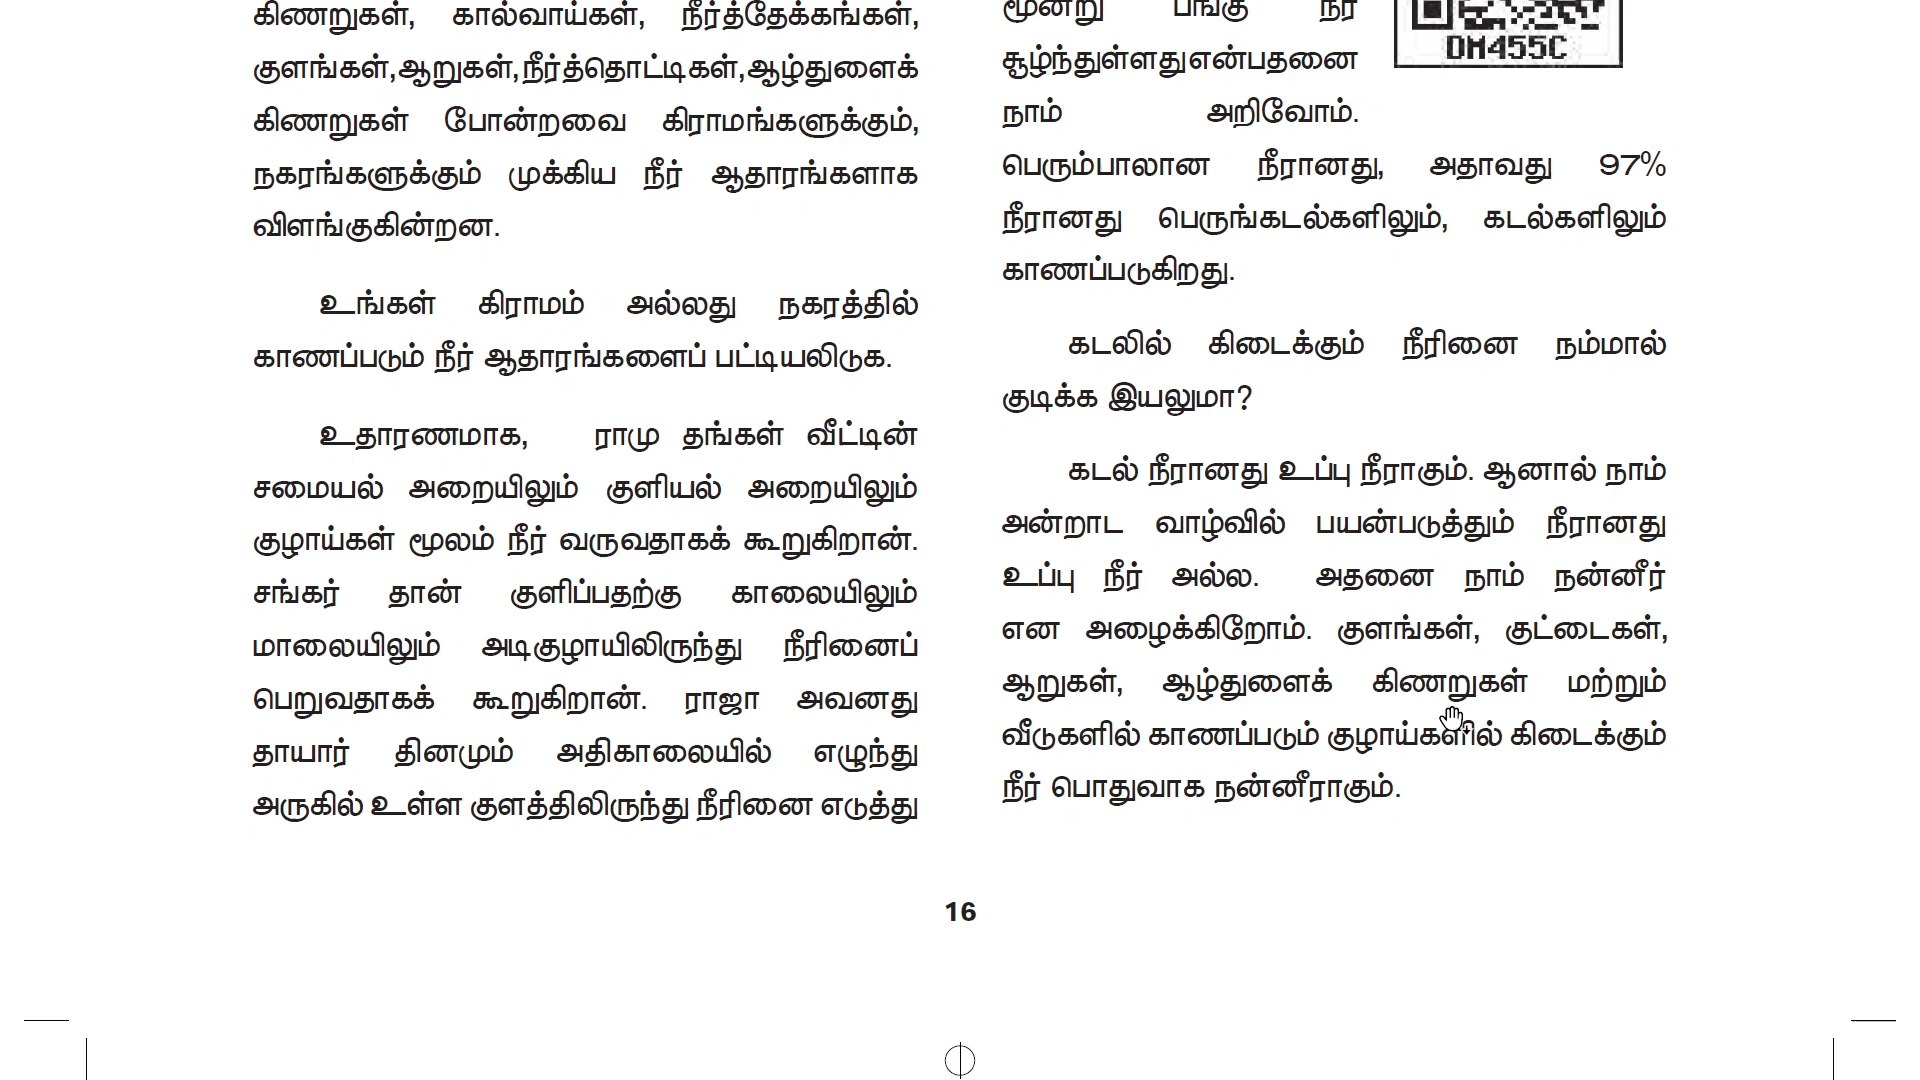 கிணறுகள், கால்வாய்கள், நீர்த்தேக்கங்கள்,
குளங்கள்,ஆறுகள்,நீர்த்தொட்டிகள்,ஆழ்துளைக்
கிணறுகள் போன்றவை கிராமங்களுக்கும்,
நகரங்களுக்கும் முக்கிய நீர் ஆதாரங்களாக
விளங்குகின்றன.
உங்கள் கிராமம் அல்லது நகரத்தில்
காணப்படும் நீர் ஆதாரங்களைப் பட்டியலிடுக.
உதாரணமாக, ராமு தங்கள் வீட்டின்
சமையல் அறையிலும் குளியல் அறையிலும்
குழாய்கள் மூலம் நீர் வருவதாகக் கூறுகிறான்.
சங்கர் தான் குளிப்பதற்கு காலையிலும்
மாலையிலும் அடிகுழாயிலிருந்து நீரினைப்
பெறுவதாகக் கூறுகிறான். ராஜா அவனது
தாயார் தினமும் அதிகாலையில் எழுந்து
அருகில் உள்ள குளத்திலிருந்து நீரினை எடுத்து
மூன்று பங்கு நீர்
சூழ்ந்துள்ளது என்பதனை
நாம் அறிவோம்.
பெரும்பாலான நீரானது, அதாவது 97%
நீரானது பெருங்கடல்களிலும், கடல்களிலும்
காணப்படுகிறது.
கடலில் கிடைக்கும் நீரினை நம்மால்
குடிக்க இயலுமா?
கடல் நீரானது உப்பு நீராகும். ஆனால் நாம்
அன்றாட வாழ்வில் பயன்படுத்தும் நீரானது
உப்பு நீர் அல்ல. அதனை நாம் நன்னீர்
என அழைக்கிறோம். குளங்கள், குட்டைகள்,
ஆறுகள், ஆழ்துளைக் கிணறுகள் மற்றும்
வீடுகளில் காணப்படும் குழாய்களில் கிடைக்கும்
நீர் பொதுவாக நன்னீராகும்.
0M455C
16